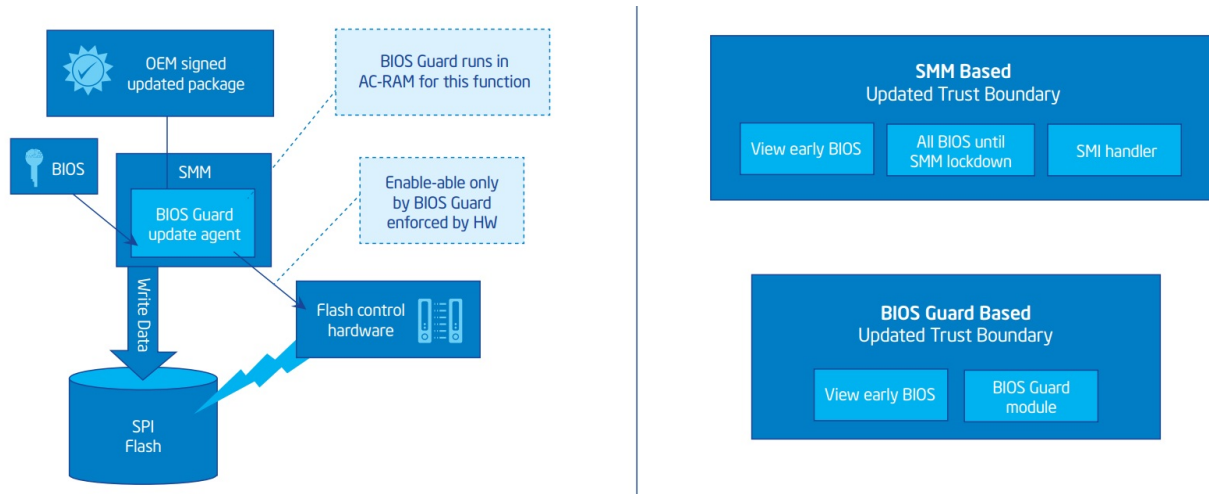 OEM signed
updated package
BIOS Guard runs in
AC-RAM for this function
BIOS
SMM
BIOS Guard
update agent
Enable-able only
by BIOS Guard
enforced by HW
Write Data
Flash control
hardware
SPI
Flash
SMM Based
Updated Trust Boundary
View early BIOS
All BIOS until
SMM lockdown
SMI handler
BIOS Guard Based
Updated Trust Boundary
View early BIOS
BIOS Guard
module